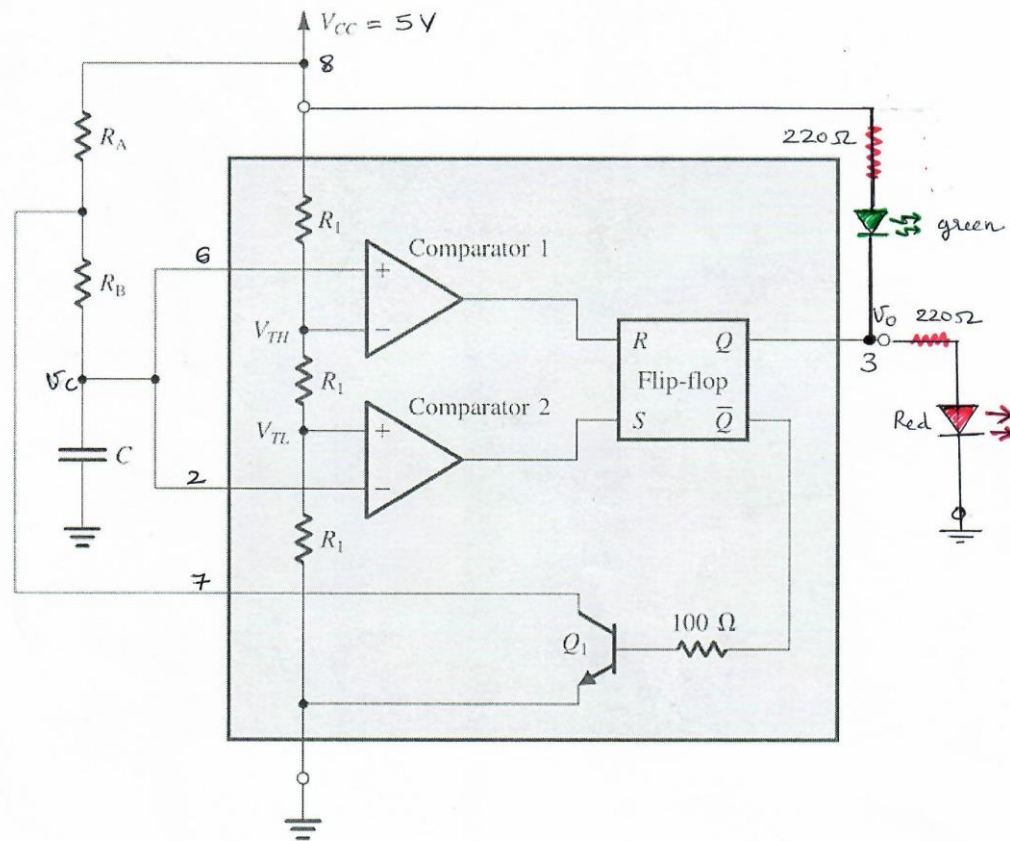 V_CC = 5V
8
R_A
220Ω
green
R_1
Comparator 1
6
R_B
V_TH
R Q
Flip-flop
S Q̅
v_o
220Ω
3
v_C
R_1
Comparator 2
Red
V_TL
C
2
R_1
7
100 Ω
Q_1